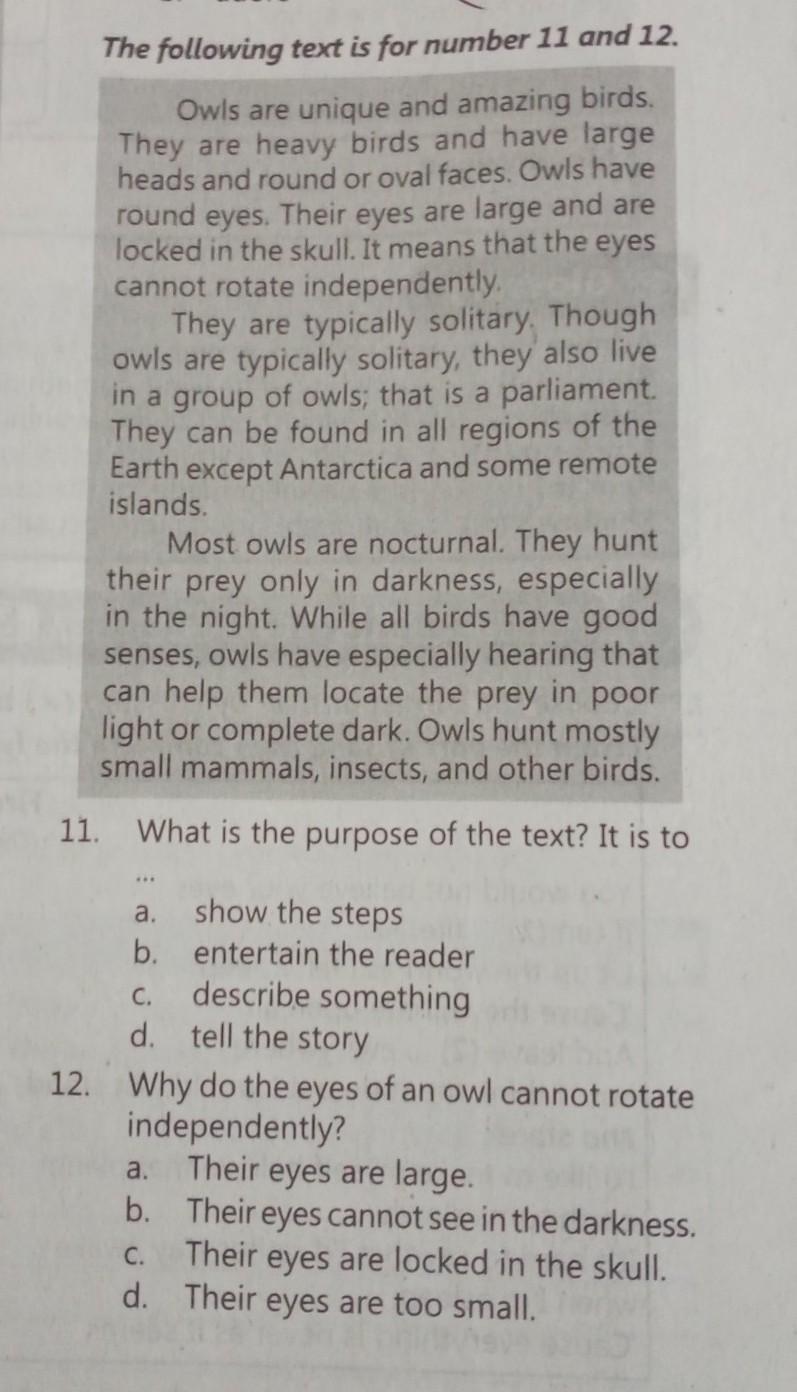 The following text is for number 11 and 12.
Owls are unique and amazing birds.
They are heavy birds and have large
heads and round or oval faces. Owls have
round eyes. Their eyes are large and are
locked in the skull. It means that the eyes
cannot rotate independently.
They are typically solitary. Though
owls are typically solitary, they also live
in a group of owls; that is a parliament.
They can be found in all regions of the
Earth except Antarctica and some remote
islands.
Most owls are nocturnal. They hunt
their prey only in darkness, especially
in the night. While all birds have good
senses, owls have especially hearing that
can help them locate the prey in poor
light or complete dark. Owls hunt mostly
small mammals, insects, and other birds.
11. What is the purpose of the text? It is to
...
a. show the steps
b. entertain the reader
c. describe something
d. tell the story
12. Why do the eyes of an owl cannot rotate
independently?
a. Their eyes are large.
b. Their eyes cannot see in the darkness.
c. Their eyes are locked in the skull.
d. Their eyes are too small.